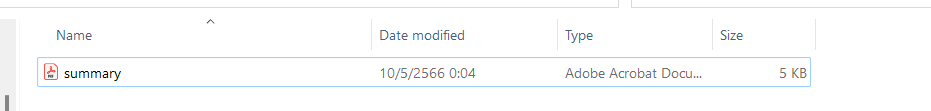 Name Date modified Type Size
summary 10/5/2566 0:04 Adobe Acrobat Docu... 5 KB